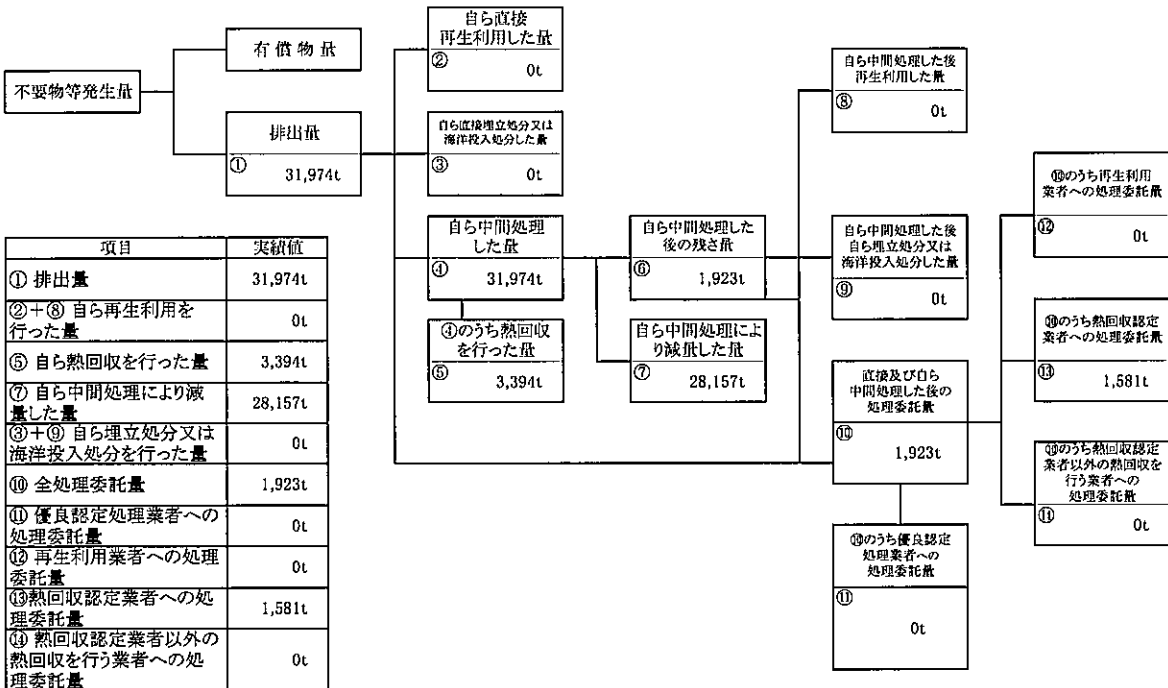 不要物等発生量
有償物量
排出量
① 31,974t
自ら直接
再生利用した量
② 0t
自ら直接埋立処分又は
海洋投入処分した量
③ 0t
自ら中間処理
した量
④ 31,974t
④のうち熱回収
を行った量
⑤ 3,394t
自ら中間処理した
後の残さ量
⑥ 1,923t
自ら中間処理によ
り減量した量
⑦ 28,157t
自ら中間処理した後
再生利用した量
⑧ 0t
自ら中間処理した後
自ら埋立処分又は
海洋投入処分した量
⑨ 0t
直接及び自ら
中間処理した後の
処理委託量
⑩ 1,923t
⑩のうち優良認定
処理業者への
処理委託量
⑪
0t
⑩のうち再生利用
業者への処理委託量
⑫ 0t
⑩のうち熱回収認定
業者への処理委託量
⑬ 1,581t
⑩のうち熱回収認定
業者以外の熱回収を
行う業者への
処理委託量
⑭ 0t
項目 実績値
① 排出量 31,974t
②+⑧ 自ら再生利用を
行った量 0t
⑤ 自ら熱回収を行った量 3,394t
⑦ 自ら中間処理により減
量した量 28,157t
③+⑨ 自ら埋立処分又は
海洋投入処分を行った量 0t
⑩ 全処理委託量 1,923t
⑪ 優良認定処理業者への
処理委託量 0t
⑫ 再生利用業者への処理
委託量 0t
⑬熱回収認定業者への処
理委託量 1,581t
⑭ 熱回収認定業者以外の
熱回収を行う業者への処
理委託量 0t